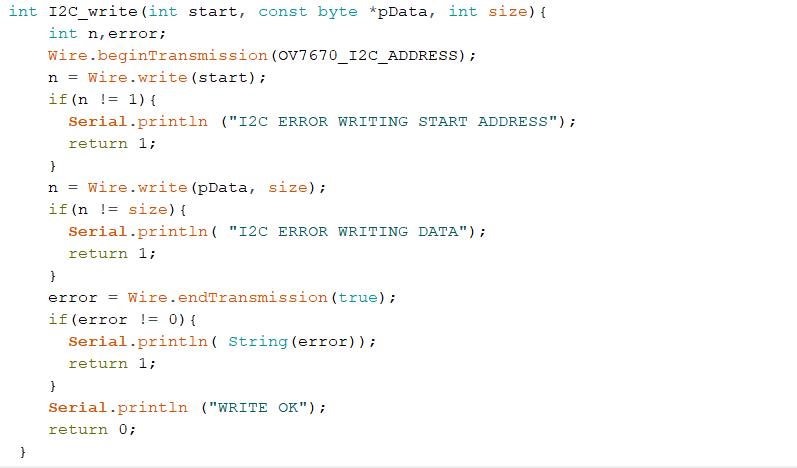 int I2C_write(int start, const byte *pData, int size){
int n,error;
Wire.beginTransmission(OV7670_I2C_ADDRESS);
n = Wire.write(start);
if(n != 1){
Serial.println ("I2C ERROR WRITING START ADDRESS");
return 1;
}
n = Wire.write(pData, size);
if(n != size){
Serial.println( "I2C ERROR WRITING DATA");
return 1;
}
error = Wire.endTransmission(true);
if(error != 0){
Serial.println( String(error));
return 1;
}
Serial.println ("WRITE OK");
return 0;
}